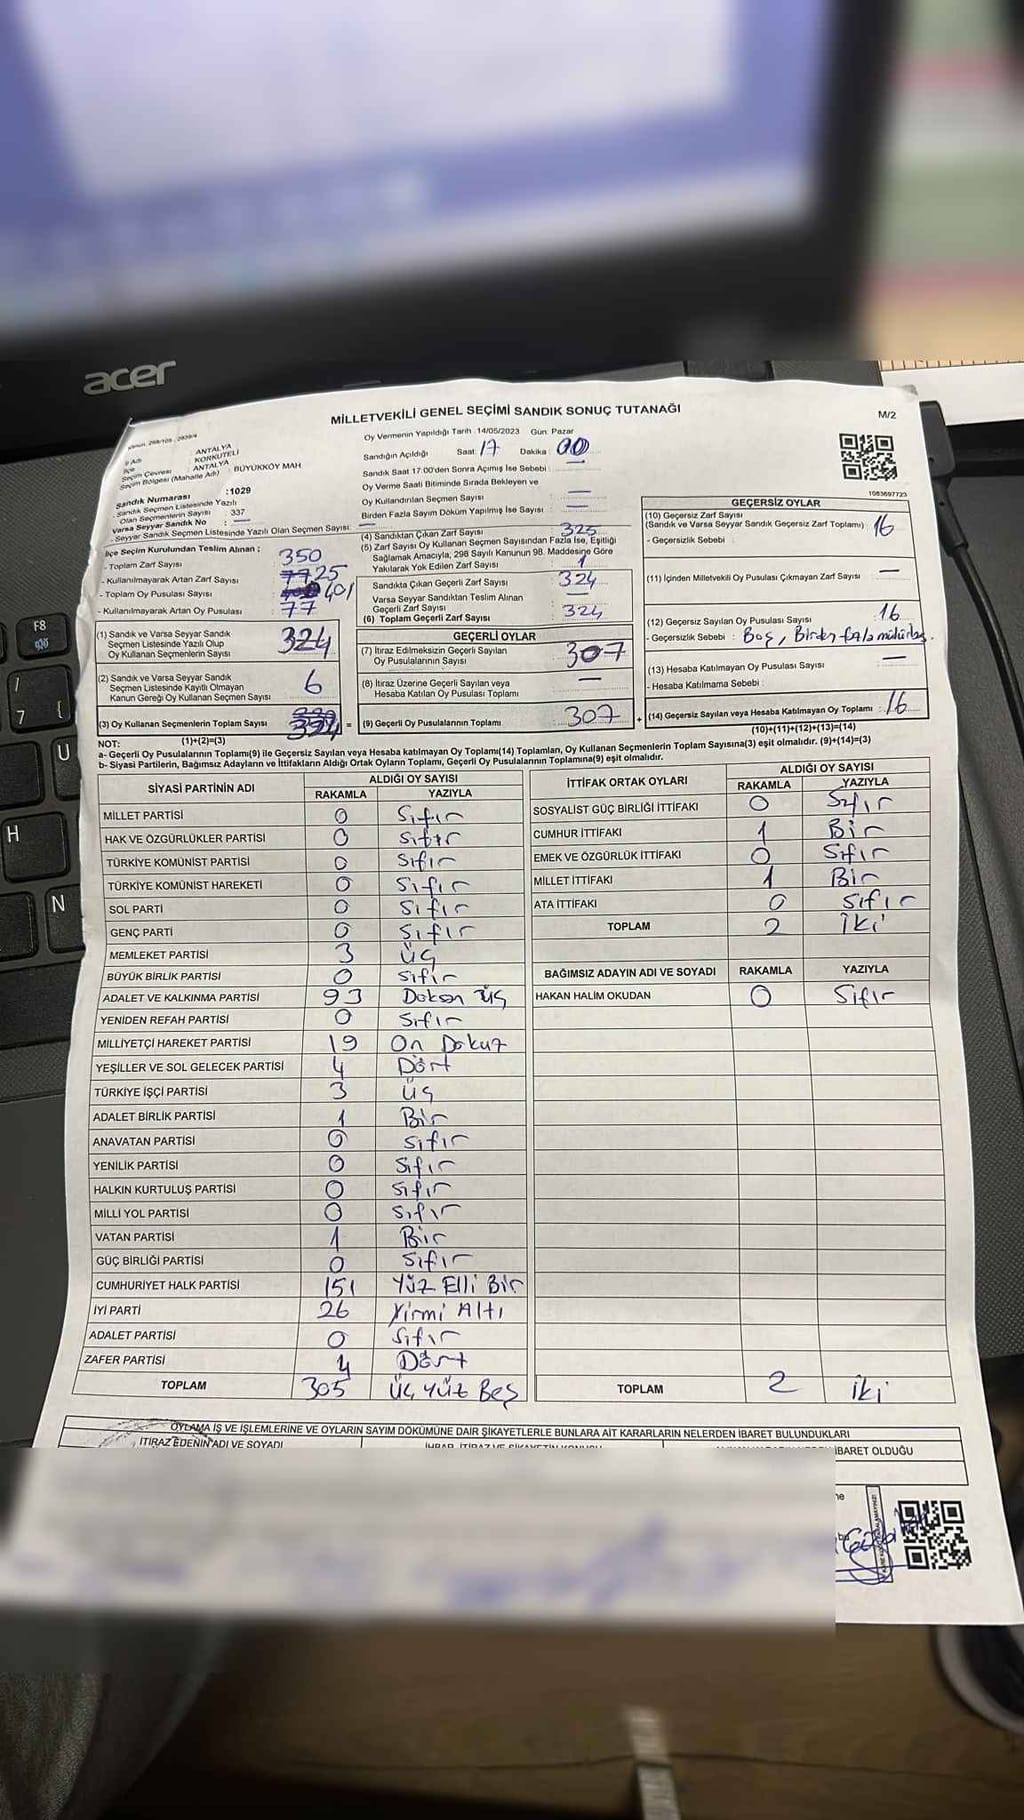 acer
MİLLETVEKİLİ GENEL SEÇİMİ SANDIK SONUÇ TUTANAĞI
M/2
İl Adı ANTALYA
İlçe KORKUTELİ
Seçim Çevresi : ANTALYA
Seçim Bölgesi (Mahalle Adı) : BÜYÜKKÖY MAH
Sandık Numarası :1029
Sandık Seçmen Listesinde Yazılı
Olan Seçmenlerin Sayısı : 337
Varsa Seyyar Sandık No : —
- Seyyar Sandık Seçmen Listesinde Yazılı Olan Seçmen Sayısı: —
Oy Vermenin Yapıldığı Tarih :14/05/2023 Gün: Pazar
Sandığın Açıldığı Saat: 17 Dakika 00
Sandık Saat 17:00'den Sonra Açılmış İse Sebebi : —
Oy Verme Saati Bitiminde Sırada Bekleyen ve
Oy Kullandırılan Seçmen Sayısı : —
Birden Fazla Sayım Döküm Yapılmış İse Sayısı : —
1083697723
İlçe Seçim Kurulundan Teslim Alınan ;
- Toplam Zarf Sayısı : 350
- Kullanılmayarak Artan Zarf Sayısı 25
- Toplam Oy Pusulası Sayısı : 401
- Kullanılmayarak Artan Oy Pusulası : 77
(1) Sandık ve Varsa Seyyar Sandık
Seçmen Listesinde Yazılı Olup
Oy Kullanan Seçmenlerin Sayısı 324
(2) Sandık ve Varsa Seyyar Sandık
Seçmen Listesinde Kayıtlı Olmayan
Kanun Gereği Oy Kullanan Seçmen Sayısı 6
(3) Oy Kullanan Seçmenlerin Toplam Sayısı =
(1)+(2)=(3)
(4) Sandıktan Çıkan Zarf Sayısı : 325
(5) Zarf Sayısı Oy Kullanan Seçmen Sayısından Fazla İse, Eşitliği
Sağlamak Amacıyla, 298 Sayılı Kanunun 98. Maddesine Göre
Yakılarak Yok Edilen Zarf Sayısı : 1
Sandıkta Çıkan Geçerli Zarf Sayısı 324
Varsa Seyyar Sandıktan Teslim Alınan
Geçerli Zarf Sayısı —
(6) Toplam Geçerli Zarf Sayısı 324
GEÇERLİ OYLAR
(7) İtiraz Edilmeksizin Geçerli Sayılan
Oy Pusulalarının Sayısı : 307
(8) İtiraz Üzerine Geçerli Sayılan veya
Hesaba Katılan Oy Pusulası Toplamı : —
(9) Geçerli Oy Pusulalarının Toplamı : 307 +
GEÇERSİZ OYLAR
(10) Geçersiz Zarf Sayısı
(Sandık ve Varsa Seyyar Sandık Geçersiz Zarf Toplamı) : 16
- Geçersizlik Sebebi :
(11) İçinden Milletvekili Oy Pusulası Çıkmayan Zarf Sayısı : —
(12) Geçersiz Sayılan Oy Pusulası Sayısı : 16
- Geçersizlik Sebebi : Boş, Birden fazla mühürlü
(13) Hesaba Katılmayan Oy Pusulası Sayısı : —
- Hesaba Katılmama Sebebi :
(14) Geçersiz Sayılan veya Hesaba Katılmayan Oy Toplamı : 16
(10)+(11)+(12)+(13)=(14)
NOT:
a- Geçerli Oy Pusulalarının Toplamı(9) ile Geçersiz Sayılan veya Hesaba katılmayan Oy Toplamı(14) Toplamları, Oy Kullanan Seçmenlerin Toplam Sayısına(3) eşit olmalıdır. (9)+(14)=(3)
b- Siyasi Partilerin, Bağımsız Adayların ve İttifakların Aldığı Ortak Oyların Toplamı, Geçerli Oy Pusulalarının Toplamına(9) eşit olmalıdır.
SİYASİ PARTİNİN ADI ALDIĞI OY SAYISI
RAKAMLA YAZIYLA
MİLLET PARTİSİ 0 Sıfır
HAK VE ÖZGÜRLÜKLER PARTİSİ 0 Sıfır
TÜRKİYE KOMÜNİST PARTİSİ 0 Sıfır
TÜRKİYE KOMÜNİST HAREKETİ 0 Sıfır
SOL PARTİ 0 Sıfır
GENÇ PARTİ 0 Sıfır
MEMLEKET PARTİSİ 3 Üç
BÜYÜK BİRLİK PARTİSİ 0 Sıfır
ADALET VE KALKINMA PARTİSİ 93 Doksan üç
YENİDEN REFAH PARTİSİ 0 Sıfır
MİLLİYETÇİ HAREKET PARTİSİ 19 On Dokuz
YEŞİLLER VE SOL GELECEK PARTİSİ 4 Dört
TÜRKİYE İŞÇİ PARTİSİ 3 Üç
ADALET BİRLİK PARTİSİ 1 Bir
ANAVATAN PARTİSİ 0 Sıfır
YENİLİK PARTİSİ 0 Sıfır
HALKIN KURTULUŞ PARTİSİ 0 Sıfır
MİLLİ YOL PARTİSİ 0 Sıfır
VATAN PARTİSİ 1 Bir
GÜÇ BİRLİĞİ PARTİSİ 0 Sıfır
CUMHURİYET HALK PARTİSİ 151 Yüz Elli Bir
İYİ PARTİ 26 Yirmi Altı
ADALET PARTİSİ 0 Sıfır
ZAFER PARTİSİ 4 Dört
TOPLAM 305 Üç yüz Beş
İTTİFAK ORTAK OYLARI ALDIĞI OY SAYISI
RAKAMLA YAZIYLA
SOSYALİST GÜÇ BİRLİĞİ İTTİFAKI 0 Sıfır
CUMHUR İTTİFAKI 1 Bir
EMEK VE ÖZGÜRLÜK İTTİFAKI 0 Sıfır
MİLLET İTTİFAKI 1 Bir
ATA İTTİFAKI 0 Sıfır
TOPLAM 2 İki
BAĞIMSIZ ADAYIN ADI VE SOYADI RAKAMLA YAZIYLA
HAKAN HALİM OKUDAN 0 Sıfır
TOPLAM 2 İki
OYLAMA İŞ VE İŞLEMLERİNE VE OYLARIN SAYIM DÖKÜMÜNE DAİR ŞİKAYETLERLE BUNLARA AİT KARARLARIN NELERDEN İBARET BULUNDUKLARI
İTİRAZ EDENİN ADI VE SOYADI
İBARET OLDUĞU
F8
/
7
{
U
H
N